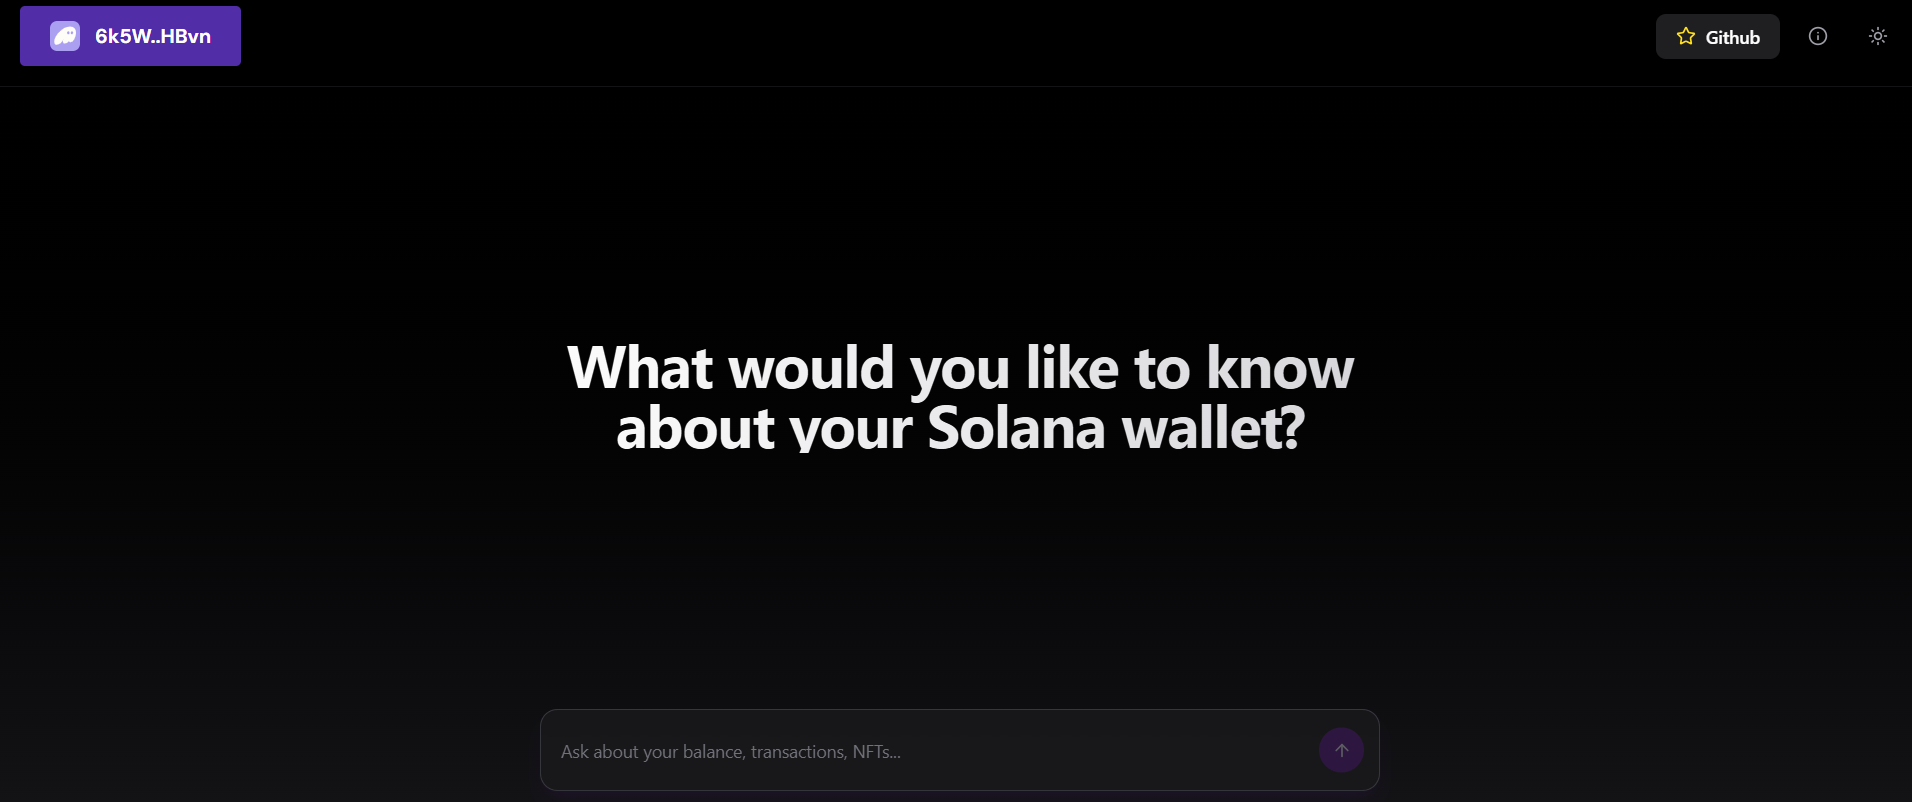 6k5W..HBvn
Github
What would you like to know
about your Solana wallet?
Ask about your balance, transactions, NFTs...